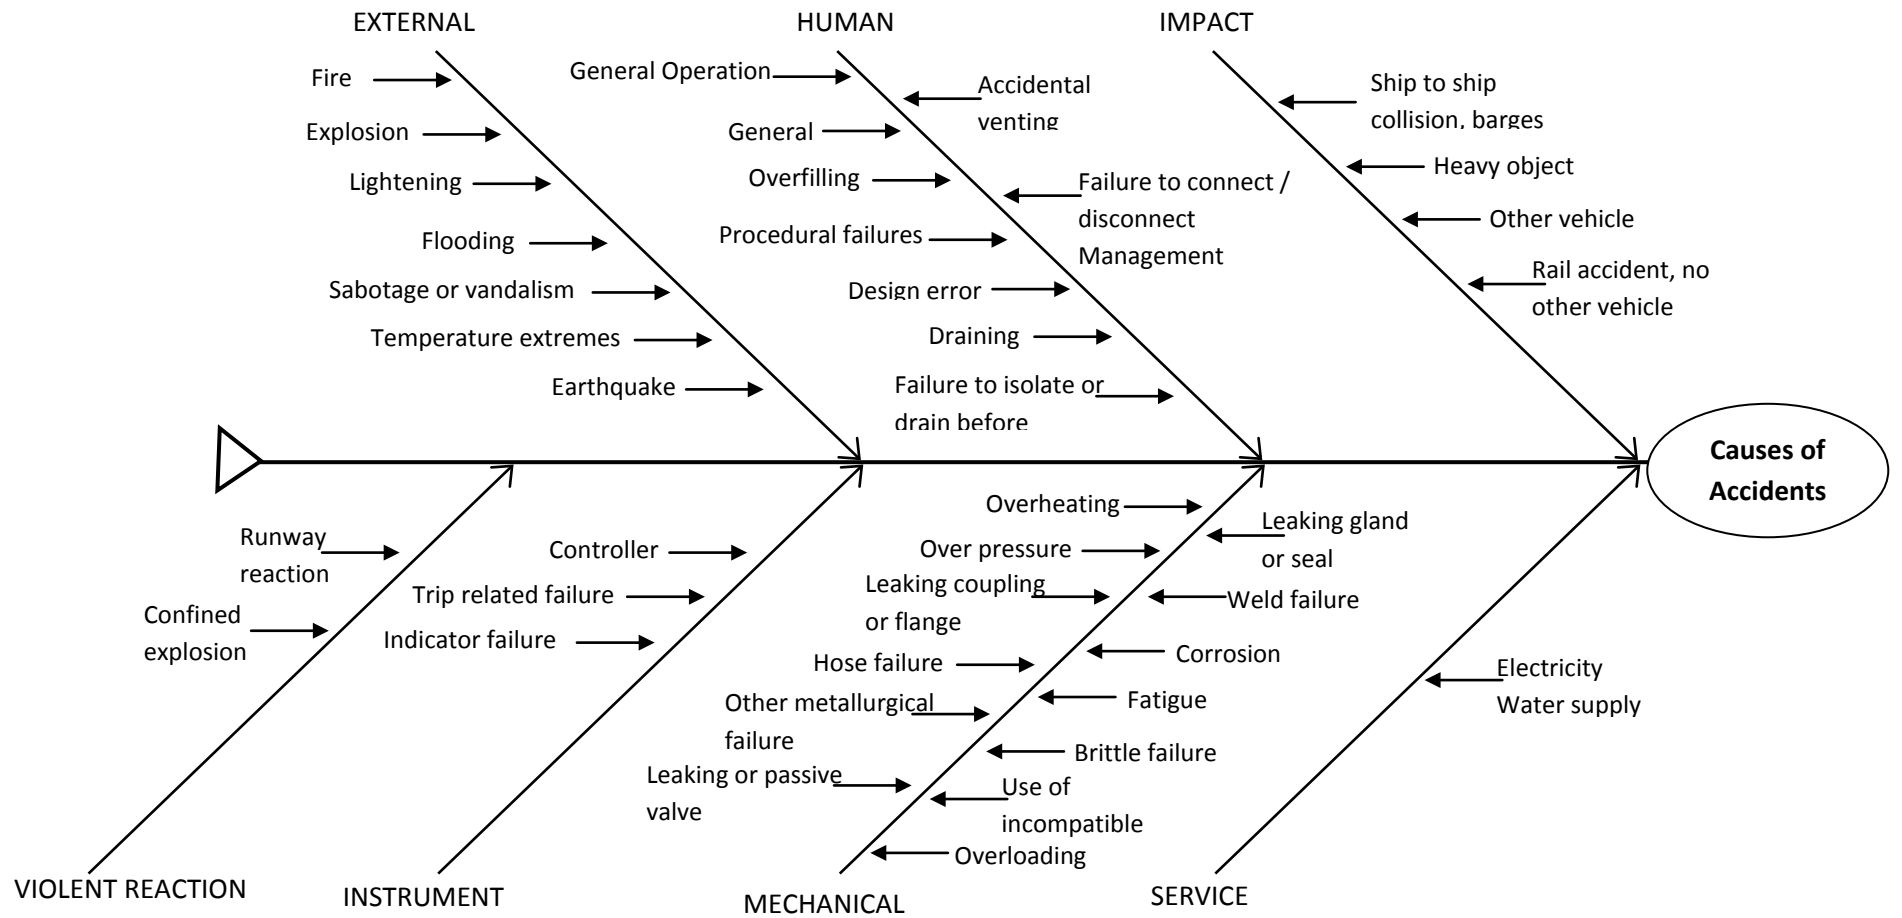 EXTERNAL
HUMAN
IMPACT
Fire
Explosion
Lightening
Flooding
Sabotage or vandalism
Temperature extremes
Earthquake
General Operation
Accidental
venting
General
Overfilling
Failure to connect /
disconnect
Management
Procedural failures
Design error
Draining
Failure to isolate or
drain before
Ship to ship
collision, barges
Heavy object
Other vehicle
Rail accident, no
other vehicle
Causes of
Accidents
Runway
reaction
Confined
explosion
Controller
Trip related failure
Indicator failure
Overheating
Leaking gland
or seal
Over pressure
Leaking coupling
or flange
Weld failure
Hose failure
Corrosion
Other metallurgical
failure
Fatigue
Brittle failure
Leaking or passive
valve
Use of
incompatible
Overloading
Electricity
Water supply
VIOLENT REACTION
INSTRUMENT
MECHANICAL
SERVICE